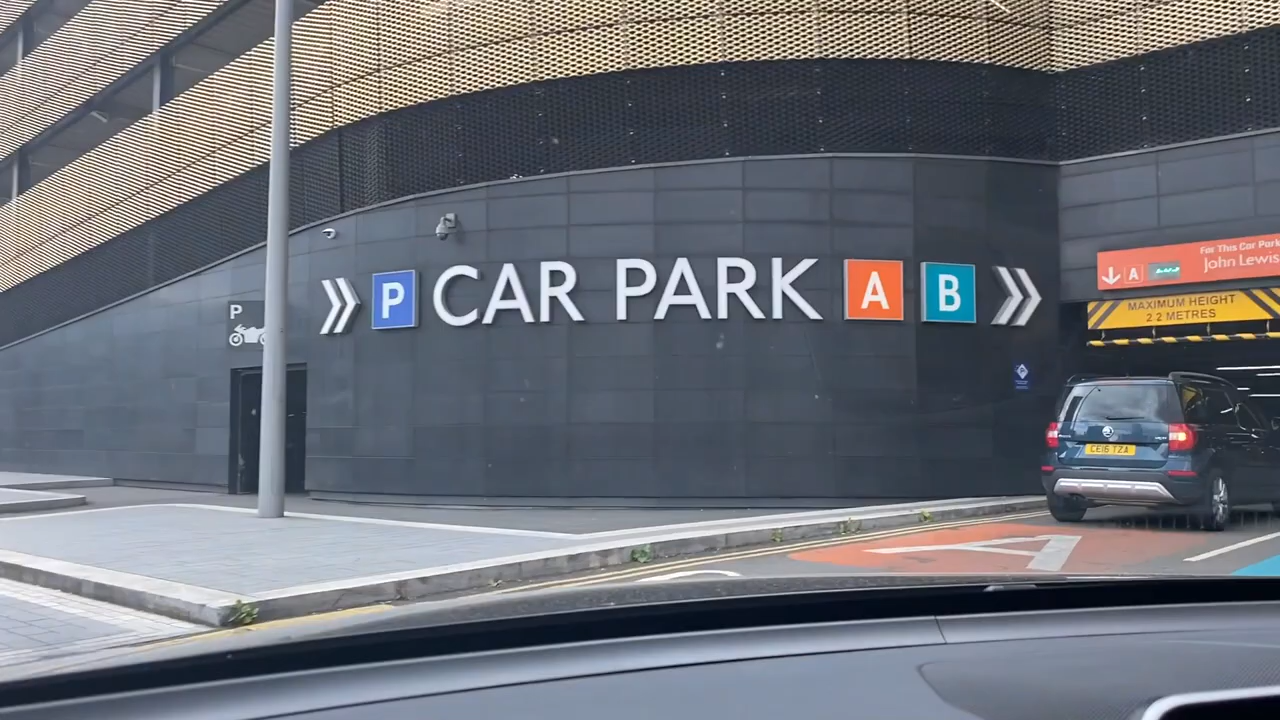 P CAR PARK A B
P
For This Car Park
John Lewis
A
MAXIMUM HEIGHT
2.2 METRES
CE16 TZA
A